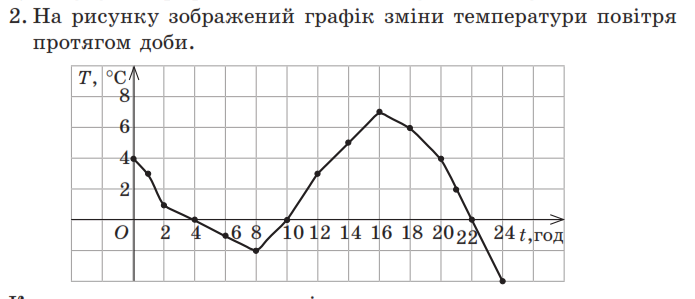 2. На рисунку зображений графік зміни температури повітря
протягом доби.
T, °C
8
6
4
2
O 2 4 6 8 10 12 14 16 18 20 22 24 t, год